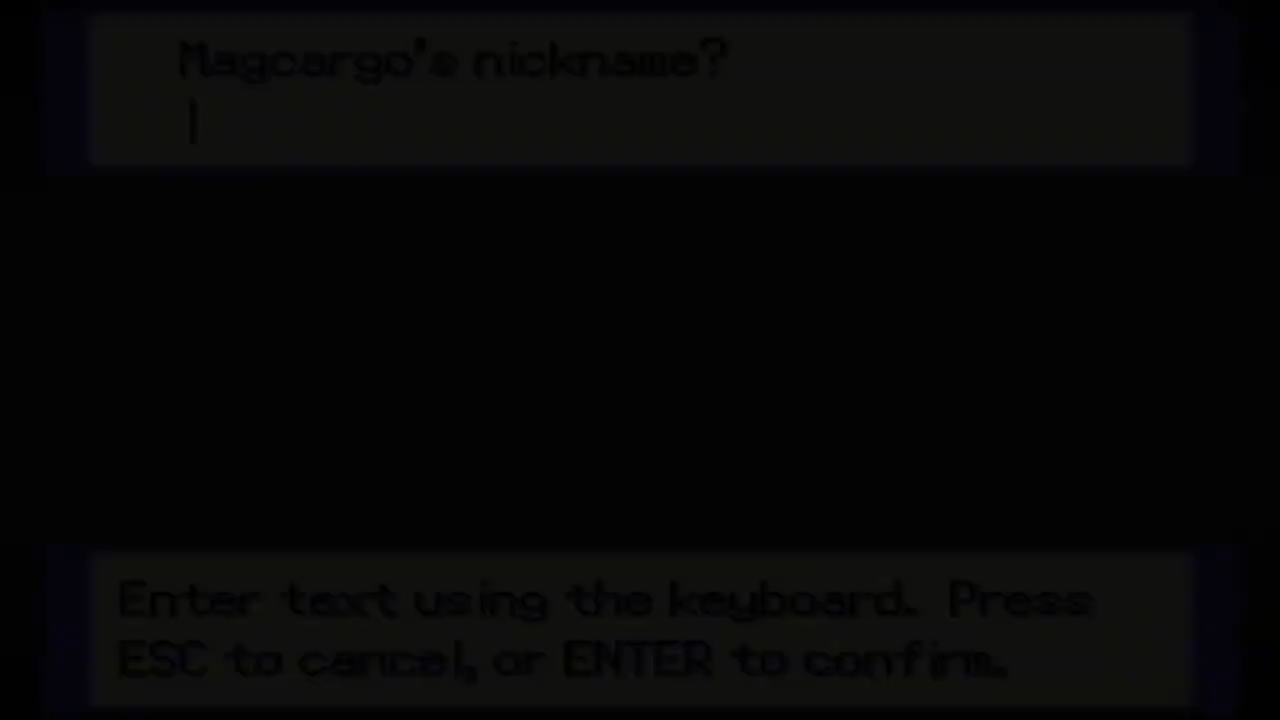 Magcargo's nickname?
Enter text using the keyboard. Press
ESC to cancel, or ENTER to confirm.